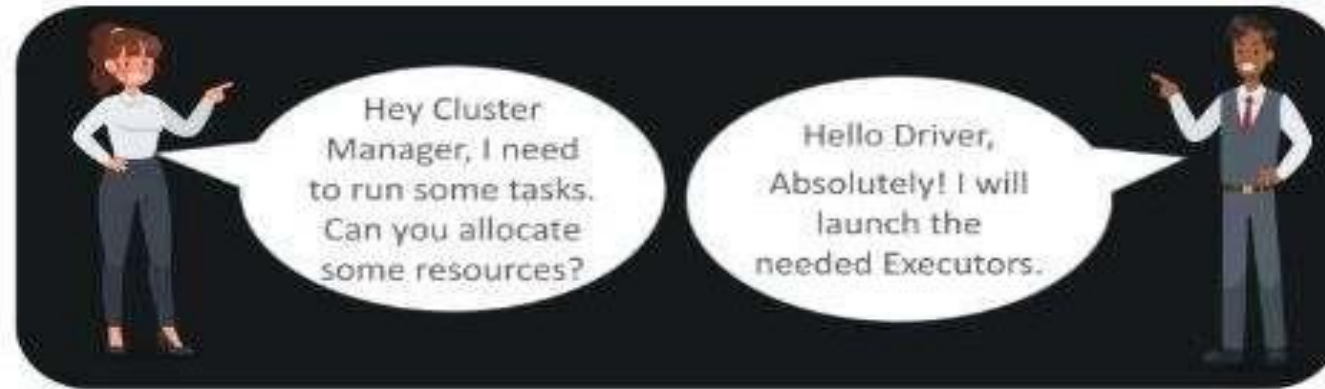 Hey Cluster
Manager, I need
to run some tasks.
Can you allocate
some resources?
Hello Driver,
Absolutely! I will
launch the
needed Executors.